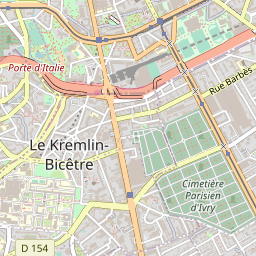 Porte d'Italie
Rue Barbès
Le Kremlin-
Bicêtre
Cimetière
Parisien
d'Ivry
D 154